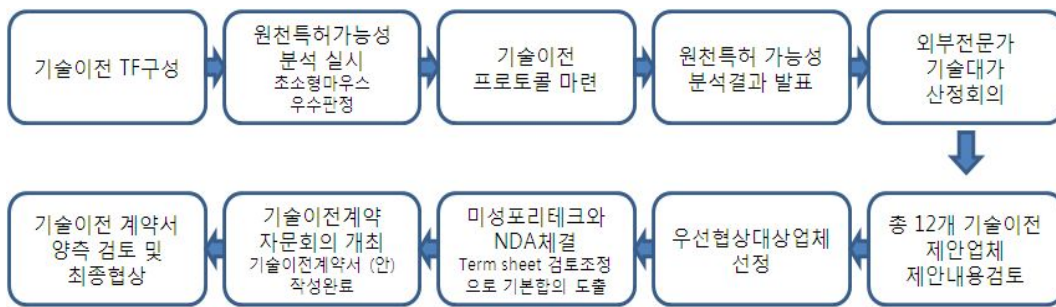 기술이전 TF구성
원천특허가능성
분석 실시
초소형마우스
우수판정
기술이전
프로토콜 마련
원천특허 가능성
분석결과 발표
외부전문가
기술대가
산정회의
총 12개 기술이전
제안업체
제안내용검토
우선협상대상업체
선정
미성포리테크와
NDA체결
Term sheet 검토조정
으로 기본합의 도출
기술이전계약
자문회의 개최
기술이전계약서 (안)
작성완료
기술이전 계약서
양측 검토 및
최종협상